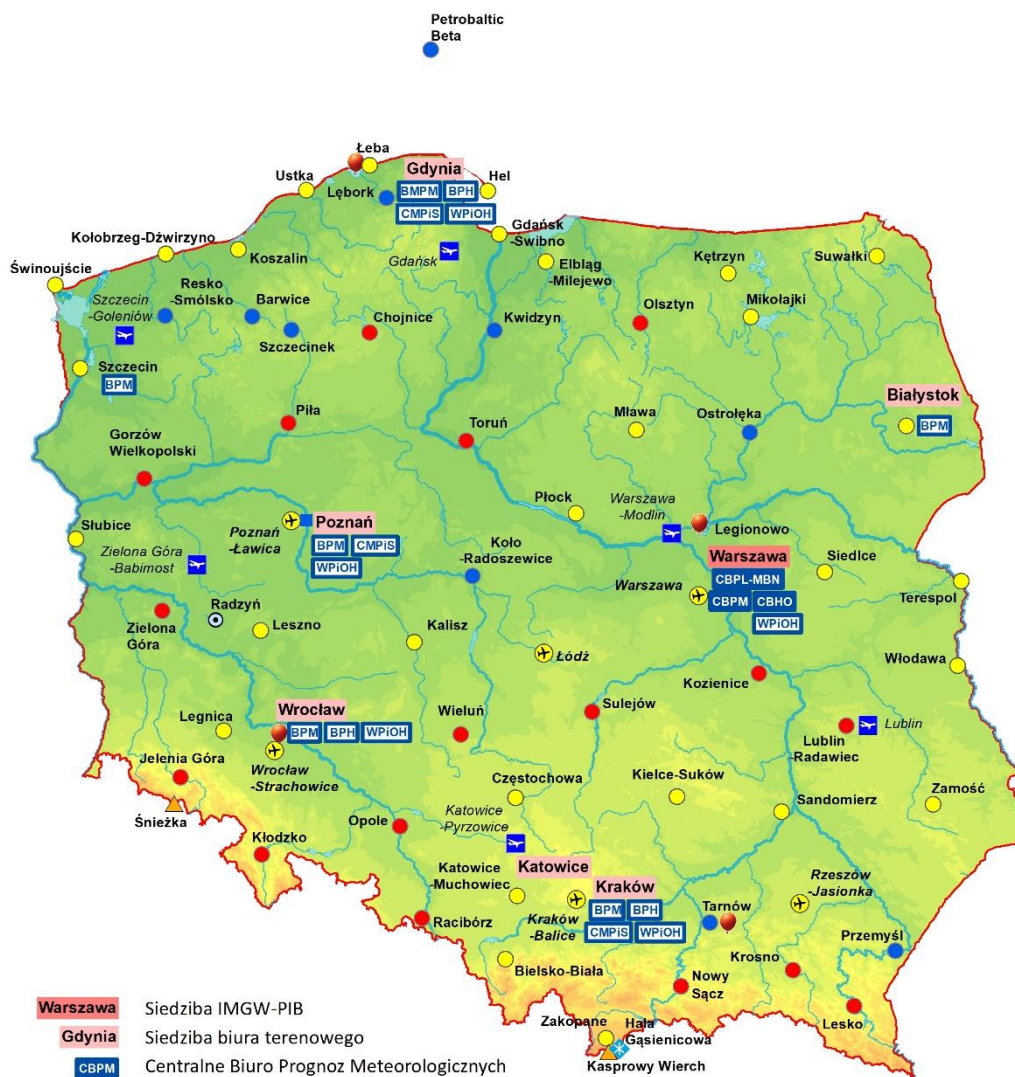 Petrobaltic
Beta
Łeba
Gdynia
Ustka
Hel
Lębork
BMPM
BPH
CMPiS
WPiOH
Gdańsk
-Świbno
Kołobrzeg-Dźwirzyno
Koszalin
Gdańsk
Elbląg
-Milejewo
Kętrzyn
Suwałki
Świnoujście
Szczecin
-Goleniów
Resko
-Smólsko
Barwice
Szczecinek
Chojnice
Kwidzyn
Olsztyn
Mikołajki
Szczecin
BPM
Białystok
BPM
Piła
Toruń
Mława
Ostrołęka
Gorzów
Wielkopolski
Płock
Warszawa
-Modlin
Legionowo
Słubice
Poznań
-Ławica
Poznań
BPM
CMPiS
WPiOH
Koło
-Radoszewice
Zielona Góra
-Babimost
Warszawa
CBPL-MBN
CBPM
CBHO
WPiOH
Warszawa
Siedlce
Terespol
Radzyń
Zielona
Góra
Leszno
Kalisz
Łódź
Włodawa
Kozienice
Legnica
Wrocław
BPM
BPH
WPiOH
Wieluń
Sulejów
Lublin
Lublin
-Radawiec
Jelenia Góra
Wrocław
-Strachowice
Śnieżka
Częstochowa
Kielce-Suków
Sandomierz
Zamość
Kłodzko
Opole
Katowice
-Pyrzowice
Katowice
Katowice
-Muchowiec
Kraków
BPM
BPH
CMPiS
WPiOH
Kraków
-Balice
Rzeszów
-Jasionka
Tarnów
Racibórz
Przemyśl
Bielsko-Biała
Krosno
Nowy
Sącz
Lesko
Zakopane
Hala
Gąsienicowa
Kasprowy Wierch
Warszawa Siedziba IMGW-PIB
Gdynia Siedziba biura terenowego
CBPM Centralne Biuro Prognoz Meteorologicznych